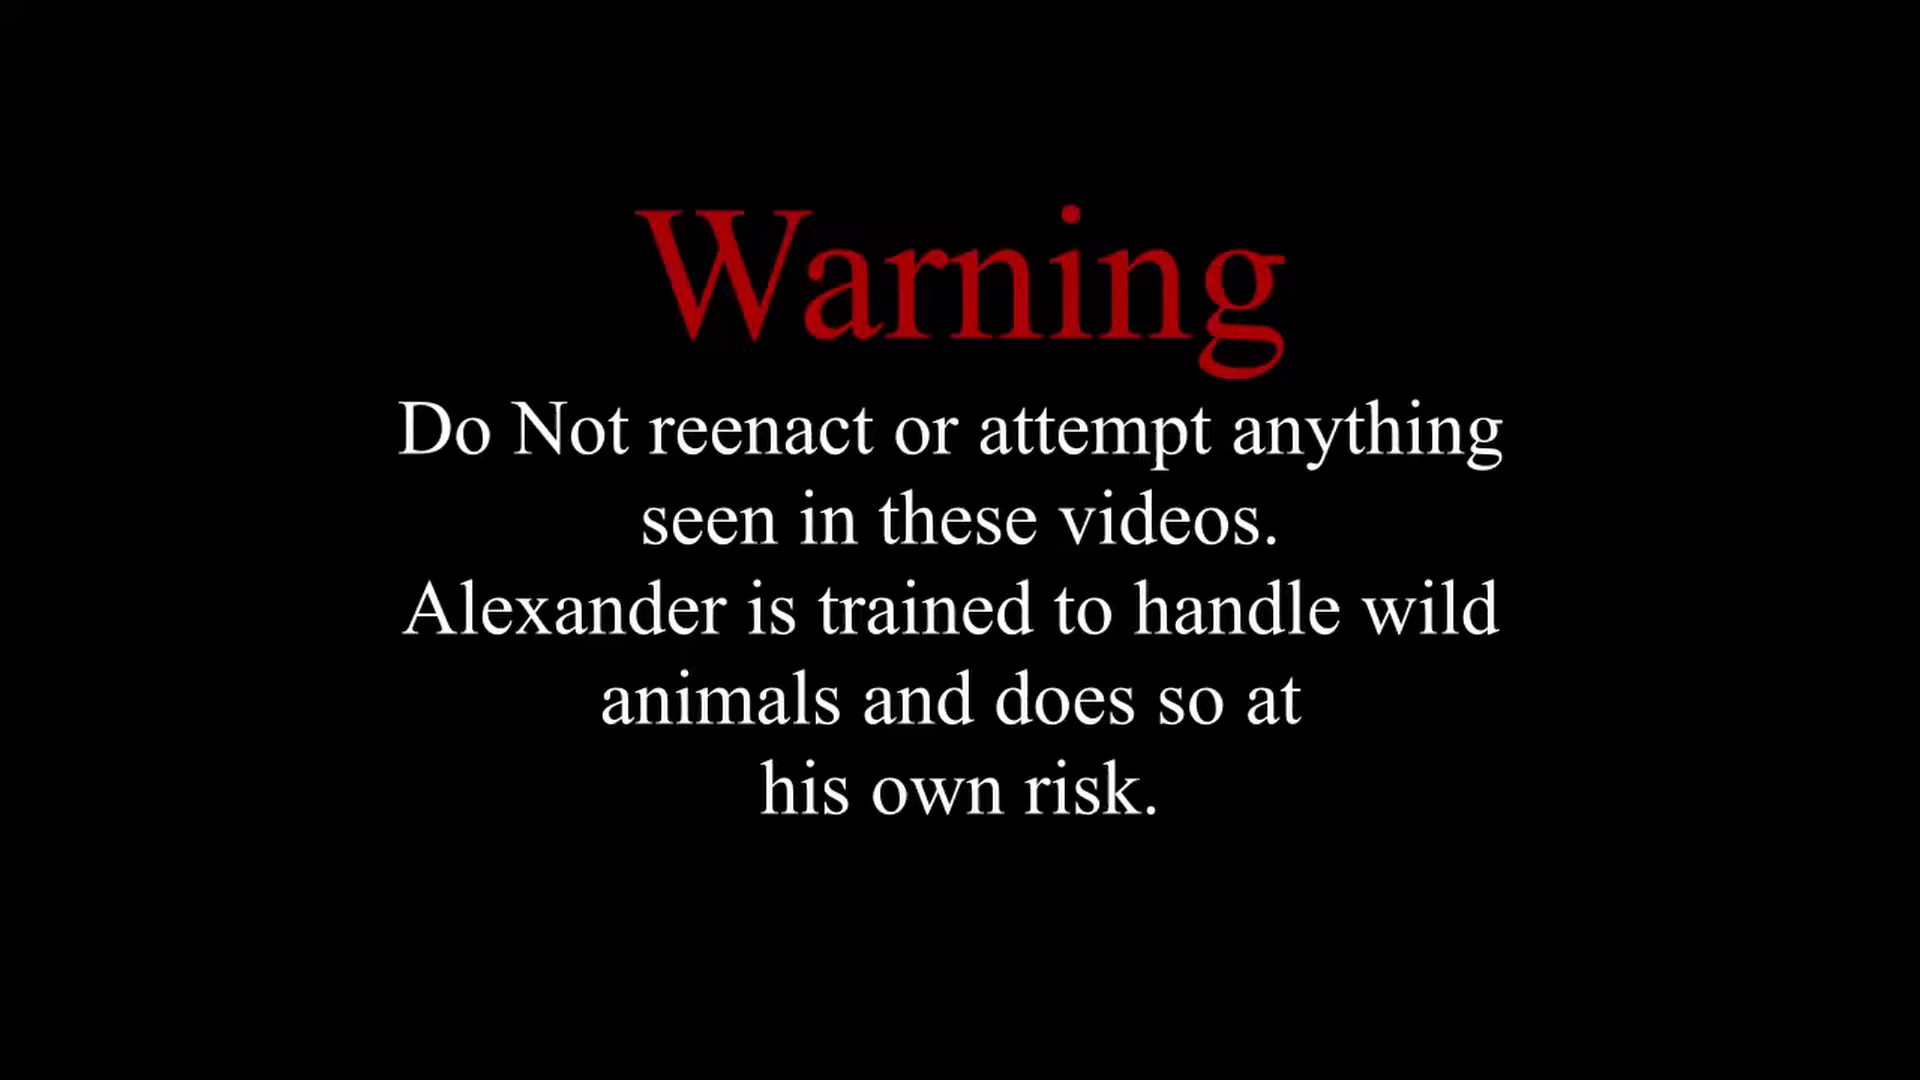 Warning
Do Not reenact or attempt anything
seen in these videos.
Alexander is trained to handle wild
animals and does so at
his own risk.